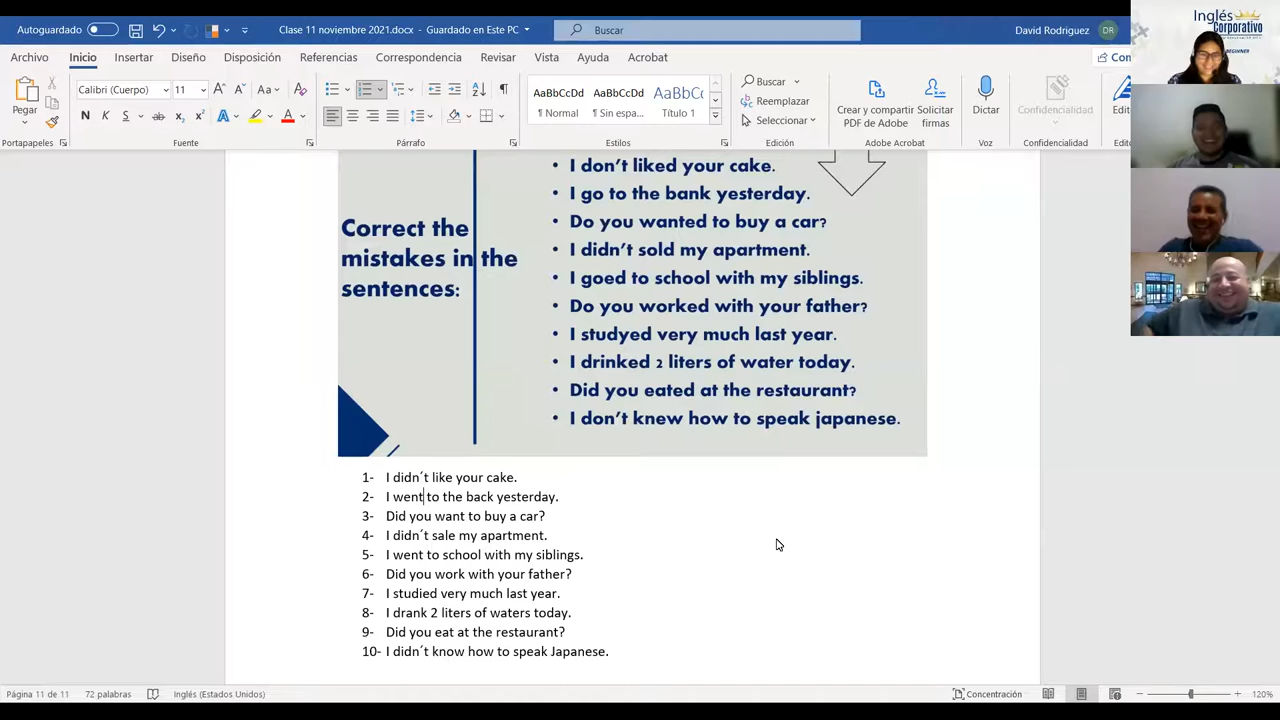 Autoguardado
Clase 11 noviembre 2021.docx - Guardado en Este PC
Buscar
David Rodriguez
DR
Inglés
Corporativo
BEGINNER
Archivo
Inicio
Insertar
Diseño
Disposición
Referencias
Correspondencia
Revisar
Vista
Ayuda
Acrobat
Com
Pegar
Calibri (Cuerpo)
11
N K S
AaBbCcDd
AaBbCcDd
AaBbCc
¶ Normal
¶ Sin espa...
Título 1
Buscar
Reemplazar
Seleccionar
Crear y compartir
PDF de Adobe
Solicitar
firmas
Dictar
Confidencialidad
Edito
Portapapeles
Fuente
Párrafo
Estilos
Edición
Adobe Acrobat
Voz
Confidencialidad
Edito
Correct the
mistakes in the
sentences:
• I don't liked your cake.
• I go to the bank yesterday.
• Do you wanted to buy a car?
• I didn't sold my apartment.
• I goed to school with my siblings.
• Do you worked with your father?
• I studyed very much last year.
• I drinked 2 liters of water today.
• Did you eated at the restaurant?
• I don't knew how to speak japanese.
1- I didn´t like your cake.
2- I went to the back yesterday.
3- Did you want to buy a car?
4- I didn´t sale my apartment.
5- I went to school with my siblings.
6- Did you work with your father?
7- I studied very much last year.
8- I drank 2 liters of waters today.
9- Did you eat at the restaurant?
10- I didn´t know how to speak Japanese.
Página 11 de 11
72 palabras
Inglés (Estados Unidos)
Concentración
120%